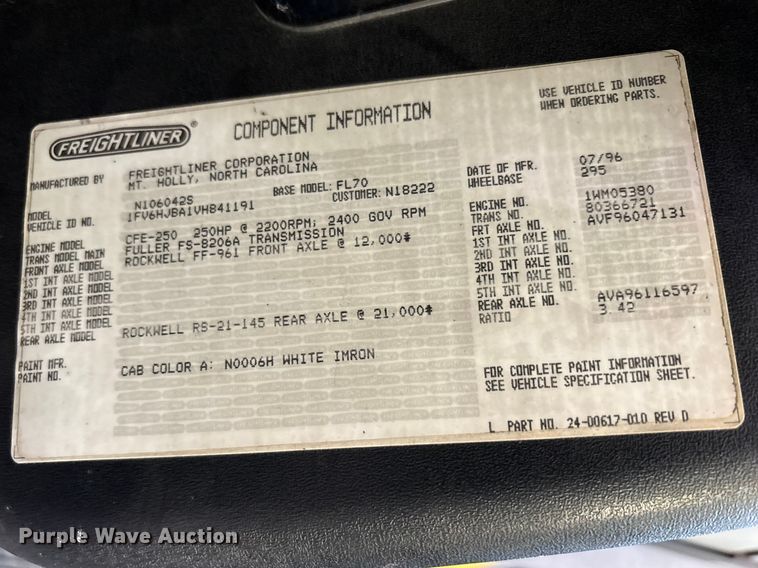 FREIGHTLINER®
COMPONENT INFORMATION
USE VEHICLE ID NUMBER
WHEN ORDERING PARTS.
MANUFACTURED BY FREIGHTLINER CORPORATION
MT. HOLLY, NORTH CAROLINA
DATE OF MFR. 07/96
WHEELBASE 295
MODEL N106042S BASE MODEL: FL70
VEHICLE ID NO. 1FV6HJBA1VH841191 CUSTOMER: N18222
ENGINE MODEL CFE-250 250HP @ 2200RPM; 2400 GOV RPM
TRANS MODEL MAIN FULLER FS-8206A TRANSMISSION
FRONT AXLE MODEL ROCKWELL FF-961 FRONT AXLE @ 12,000#
1ST INT AXLE MODEL
2ND INT AXLE MODEL
3RD INT AXLE MODEL
4TH INT AXLE MODEL
5TH INT AXLE MODEL
REAR AXLE MODEL ROCKWELL RS-21-145 REAR AXLE @ 21,000#
ENGINE NO. 1WM05380
TRANS NO. 80366721
FRT AXLE NO. AVF96047131
1ST INT AXLE NO.
2ND INT AXLE NO.
3RD INT AXLE NO.
4TH INT AXLE NO.
5TH INT AXLE NO.
REAR AXLE NO. AVA96116597
RATIO 3.42
PAINT MFR.
PAINT NO. CAB COLOR A: N0006H WHITE IMRON
FOR COMPLETE PAINT INFORMATION
SEE VEHICLE SPECIFICATION SHEET.
L PART NO. 24-00617-010 REV D
Purple Wave Auction